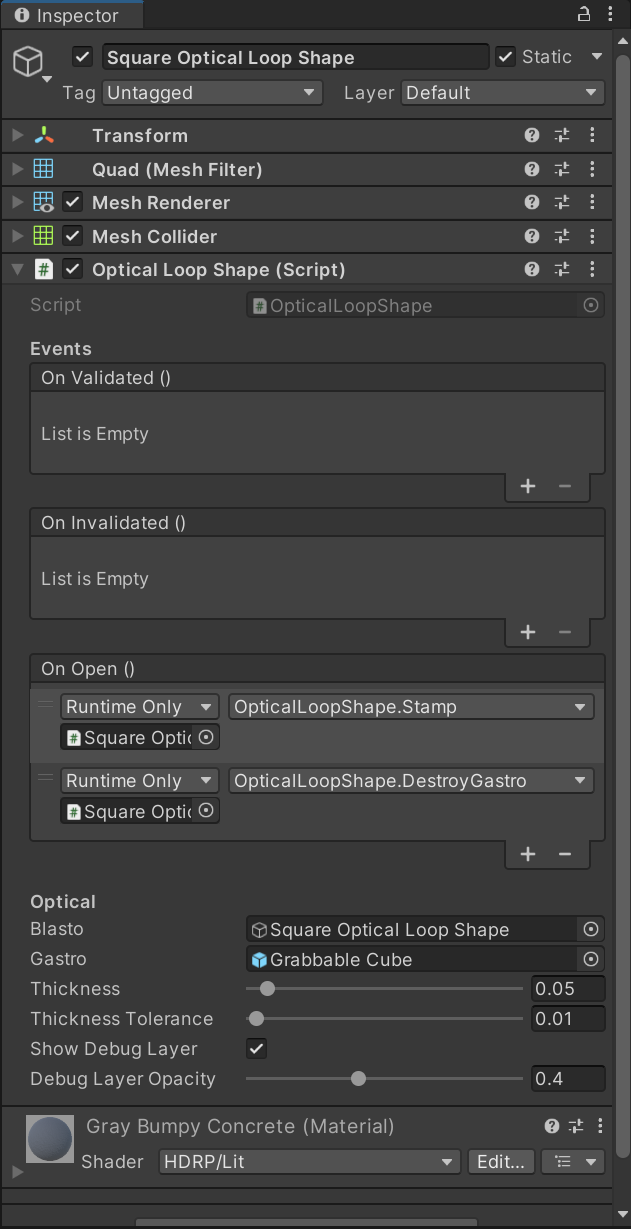 Inspector
Square Optical Loop Shape Static
Tag Untagged Layer Default
Transform
Quad (Mesh Filter)
Mesh Renderer
Mesh Collider
# Optical Loop Shape (Script)
Script # OpticalLoopShape
Events
On Validated ()
List is Empty
+ −
On Invalidated ()
List is Empty
+ −
On Open ()
Runtime Only OpticalLoopShape.Stamp
# Square Optic
Runtime Only OpticalLoopShape.DestroyGastro
# Square Optic
+ −
Optical
Blasto Square Optical Loop Shape
Gastro Grabbable Cube
Thickness 0.05
Thickness Tolerance 0.01
Show Debug Layer
Debug Layer Opacity 0.4
Gray Bumpy Concrete (Material)
Shader HDRP/Lit Edit...